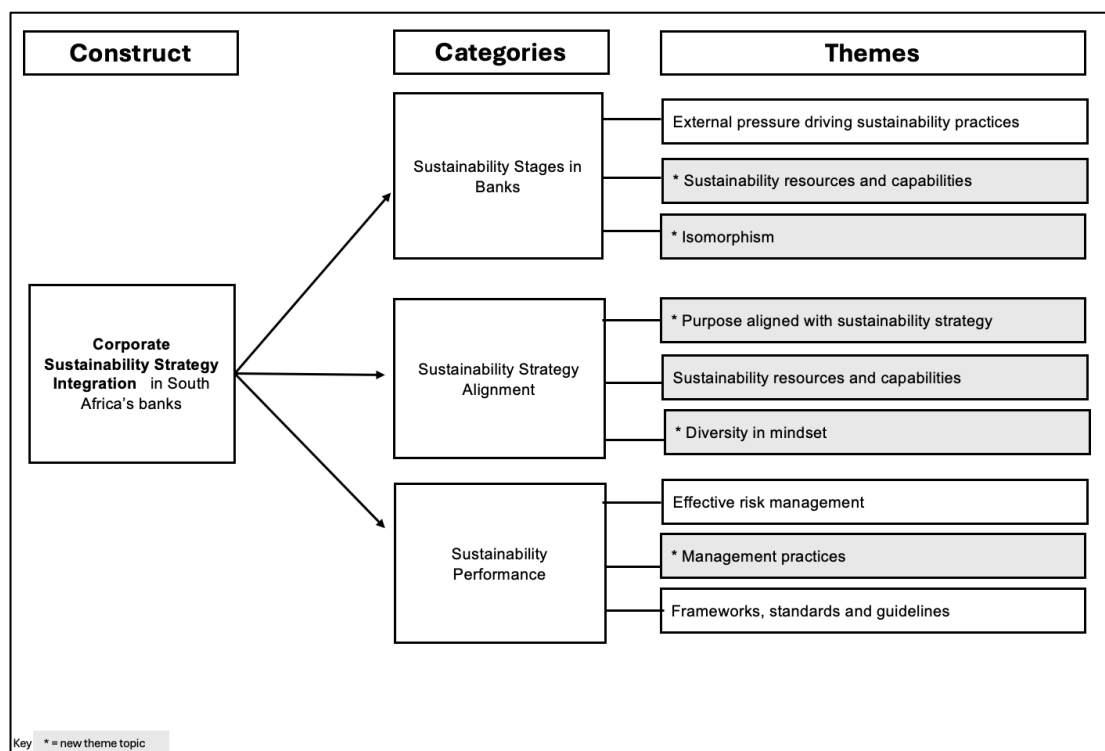 Construct
Categories
Themes
Corporate
Sustainability Strategy
Integration in South
Africa's banks
Sustainability Stages in
Banks
External pressure driving sustainability practices
* Sustainability resources and capabilities
* Isomorphism
Sustainability Strategy
Alignment
* Purpose aligned with sustainability strategy
Sustainability resources and capabilities
* Diversity in mindset
Sustainability
Performance
Effective risk management
* Management practices
Frameworks, standards and guidelines
Key * = new theme topic